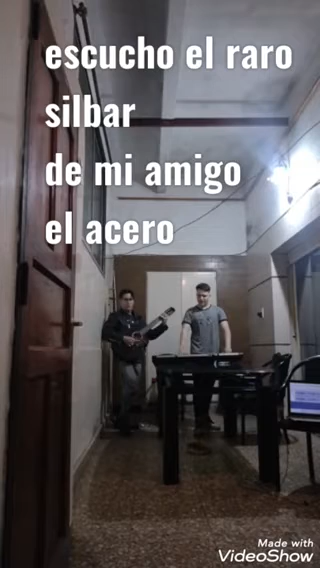 escucho el raro
silbar
de mi amigo
el acero
Made with
VideoShow